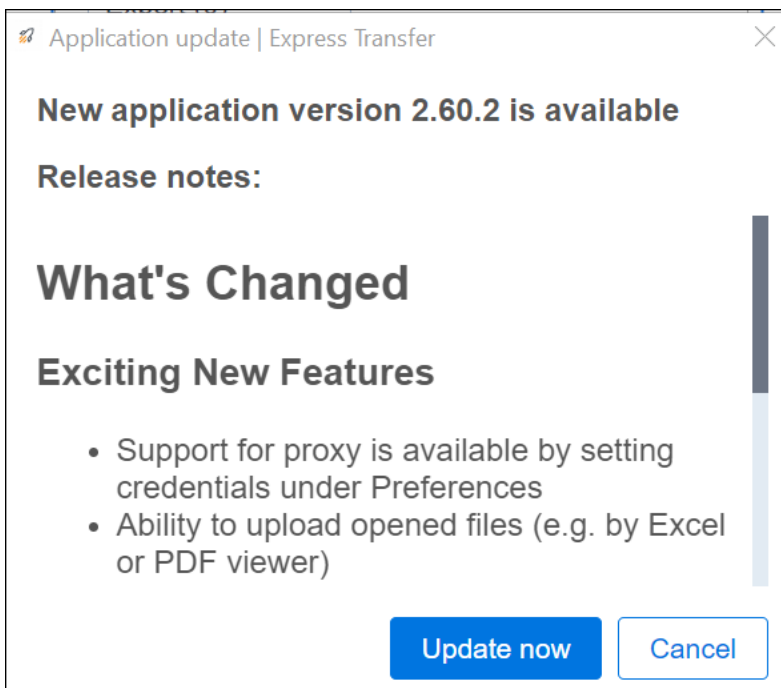 Application update | Express Transfer
New application version 2.60.2 is available
Release notes:
What's Changed
Exciting New Features
• Support for proxy is available by setting
credentials under Preferences
• Ability to upload opened files (e.g. by Excel
or PDF viewer)
Update now
Cancel